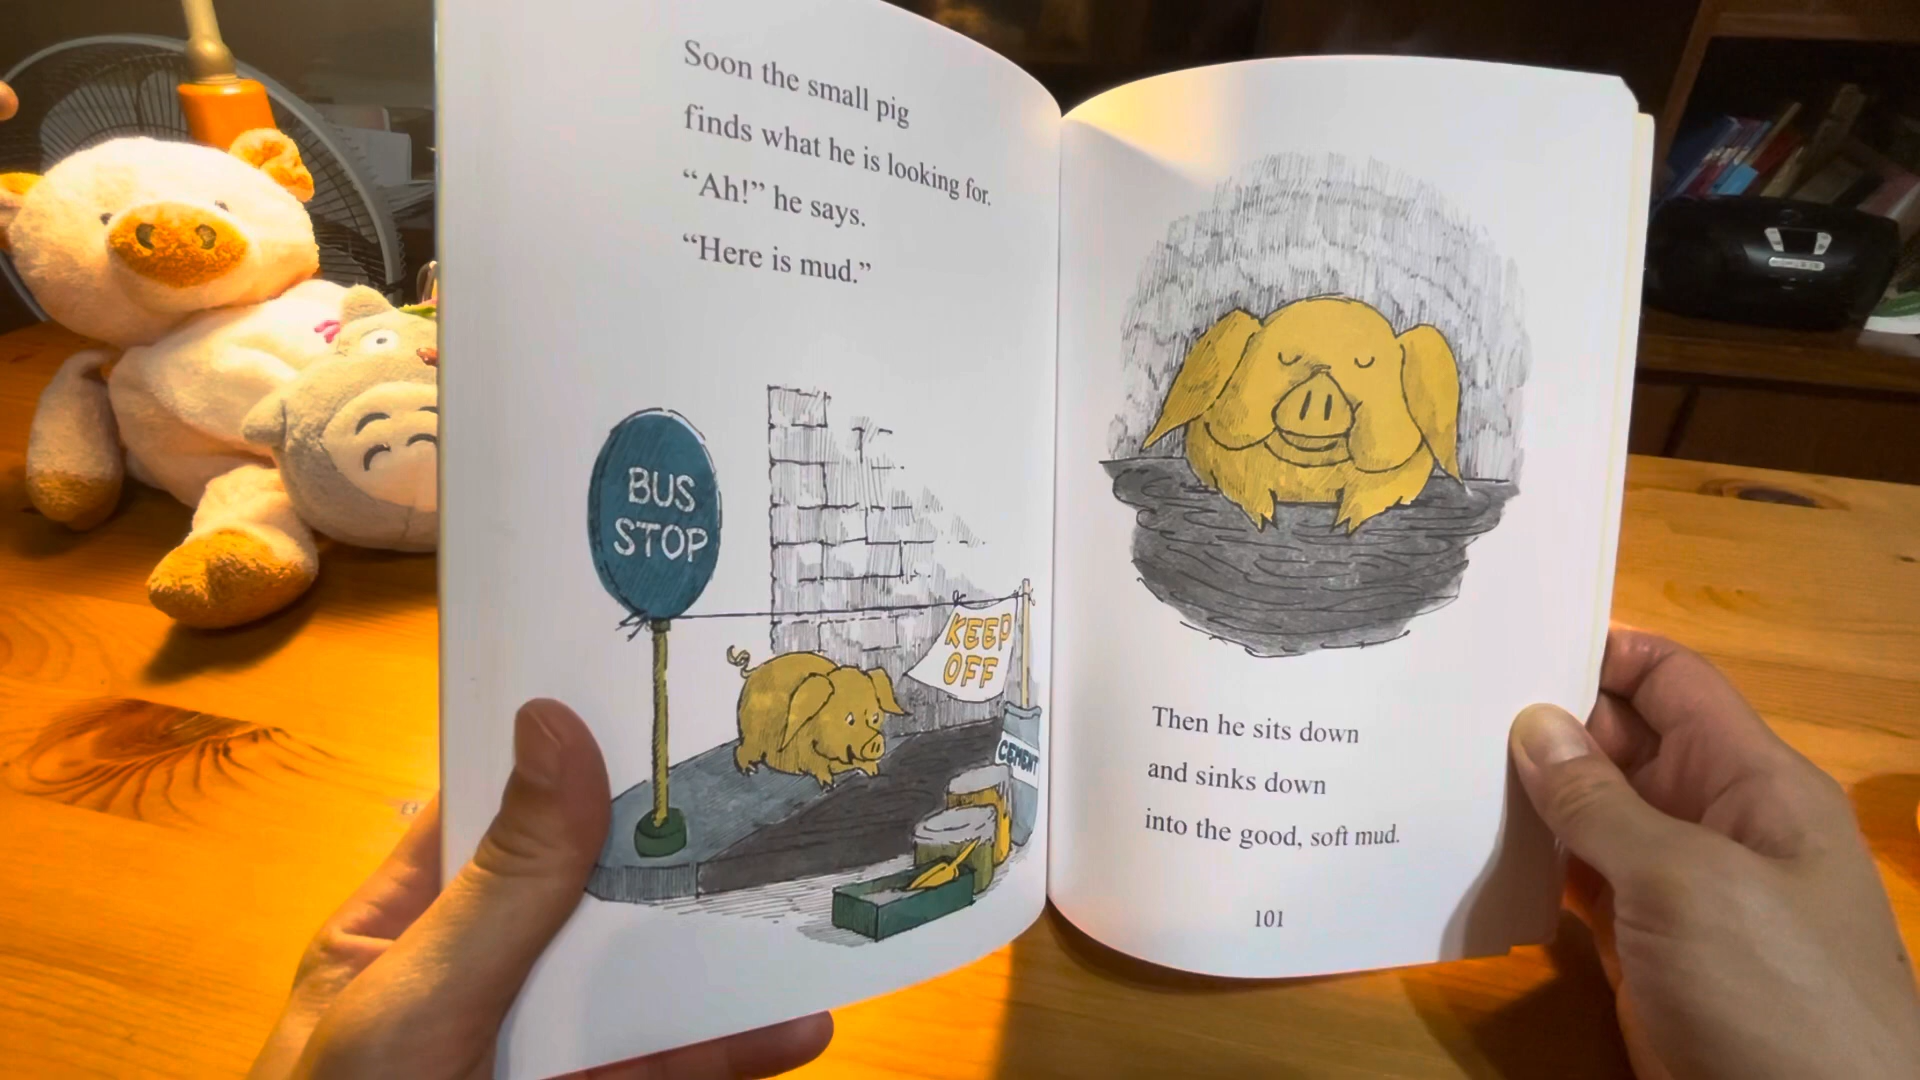 Soon the small pig
finds what he is looking for.
“Ah!” he says.
“Here is mud.”
BUS
STOP
KEEP
OFF
CEMENT
Then he sits down
and sinks down
into the good, soft mud.
101